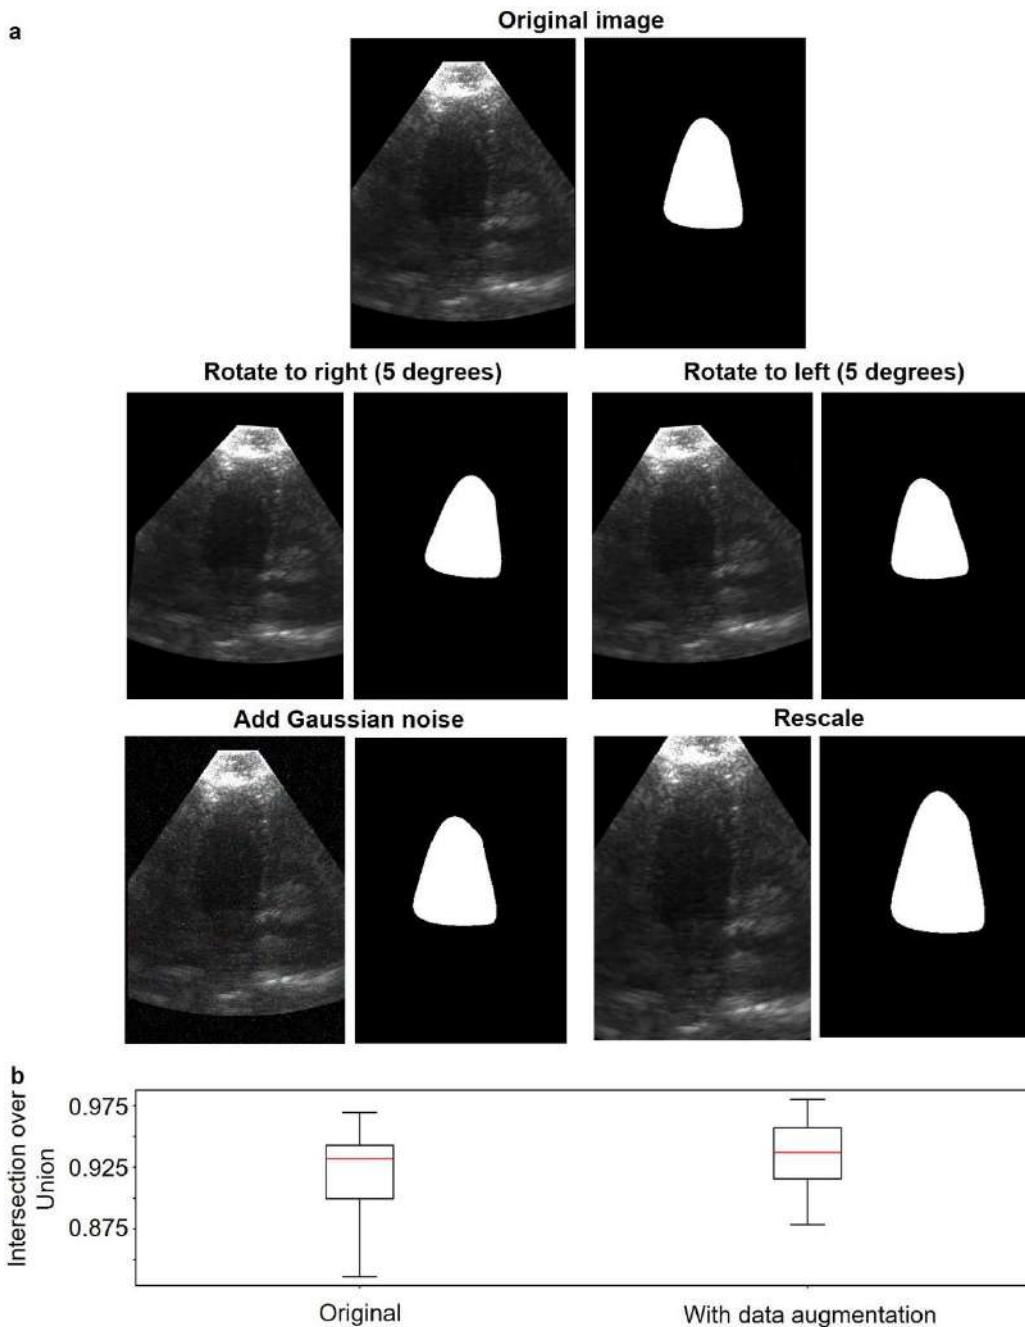 a
Original image
Rotate to right (5 degrees)
Rotate to left (5 degrees)
Add Gaussian noise
Rescale
b
Intersection over
Union
0.975
0.925
0.875
Original
With data augmentation